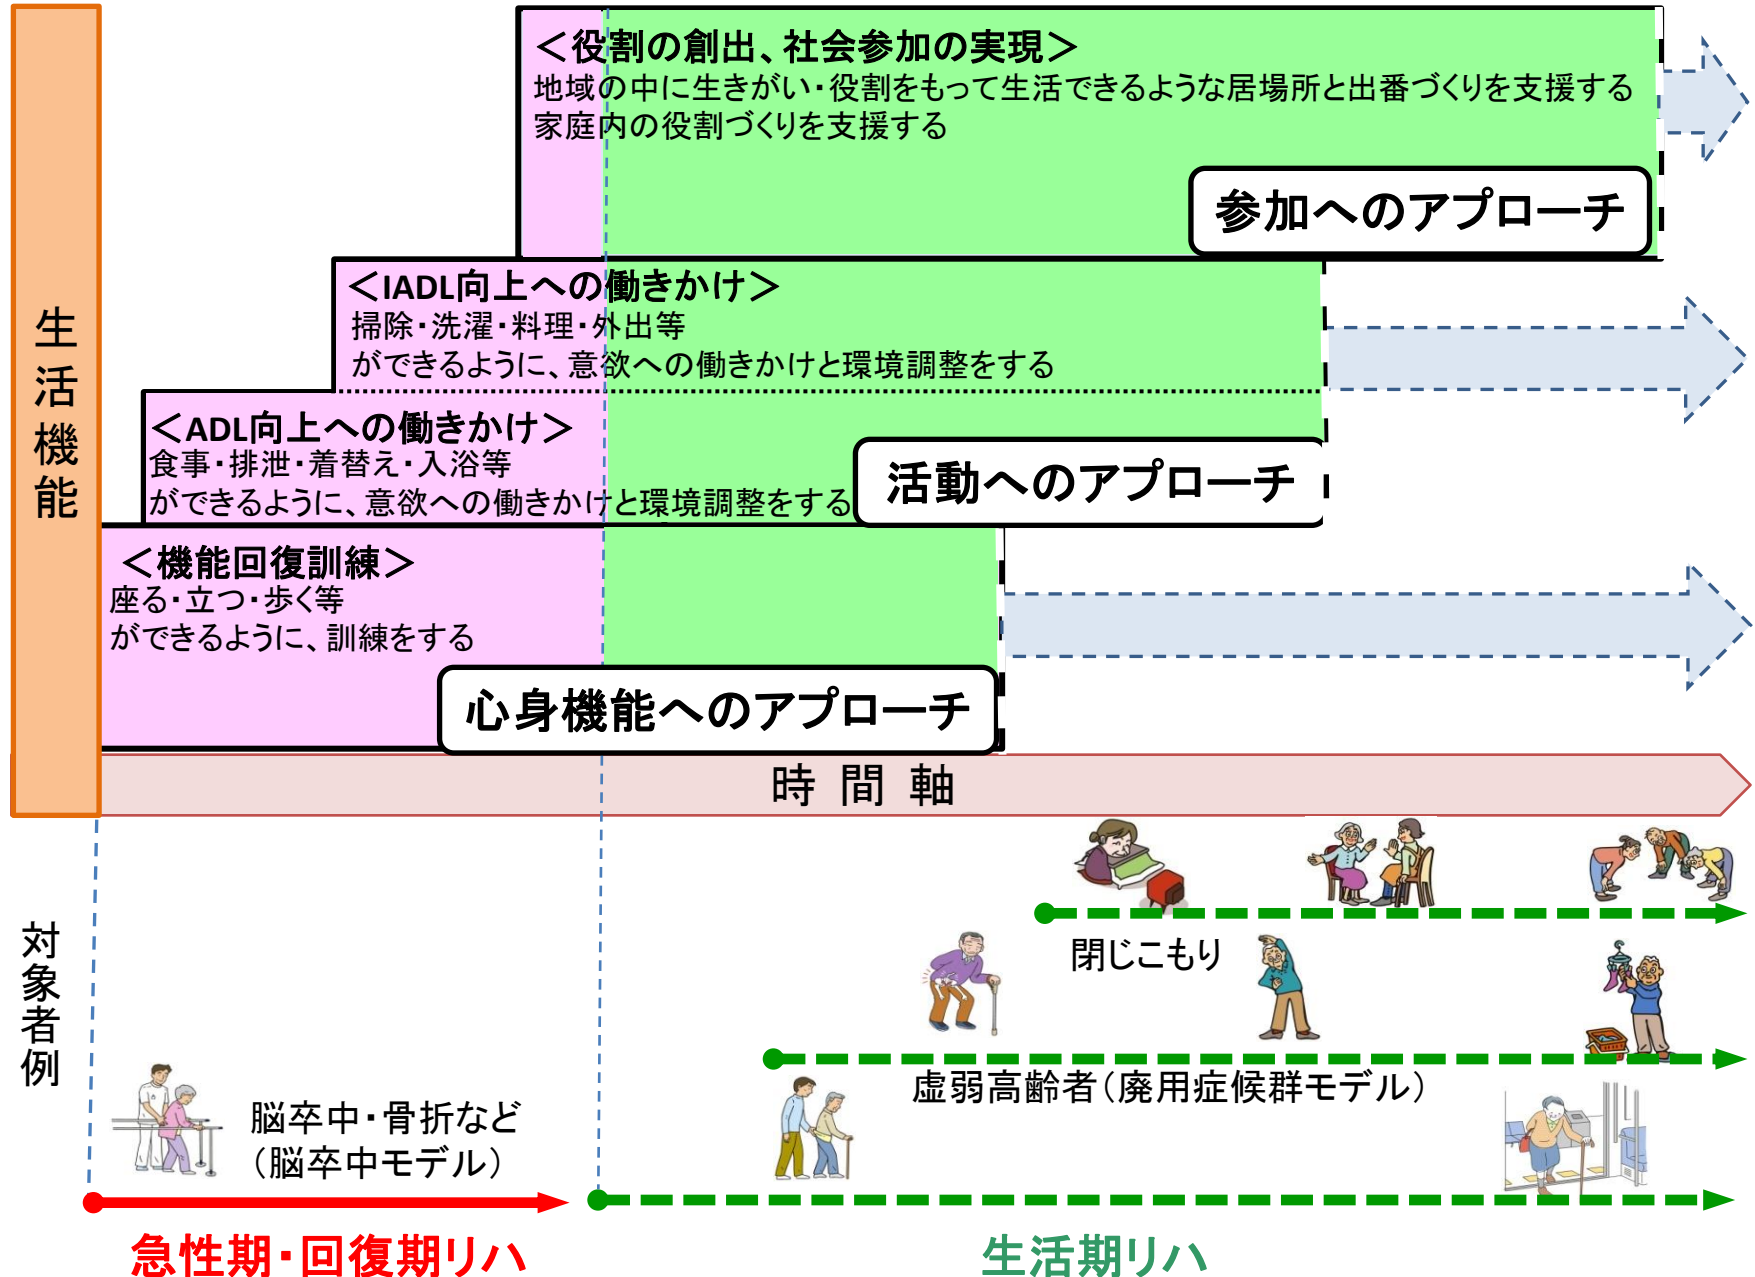 ＜役割の創出、社会参加の実現＞
地域の中に生きがい・役割をもって生活できるような居場所と出番づくりを支援する
家庭内の役割づくりを支援する
参加へのアプローチ
＜IADL向上への働きかけ＞
掃除・洗濯・料理・外出等
ができるように、意欲への働きかけと環境調整をする
＜ADL向上への働きかけ＞
食事・排泄・着替え・入浴等
ができるように、意欲への働きかけと環境調整をする
活動へのアプローチ
＜機能回復訓練＞
座る・立つ・歩く等
ができるように、訓練をする
心身機能へのアプローチ
生活機能
時間軸
対象者例
閉じこもり
虚弱高齢者（廃用症候群モデル）
脳卒中・骨折など
（脳卒中モデル）
急性期・回復期リハ
生活期リハ